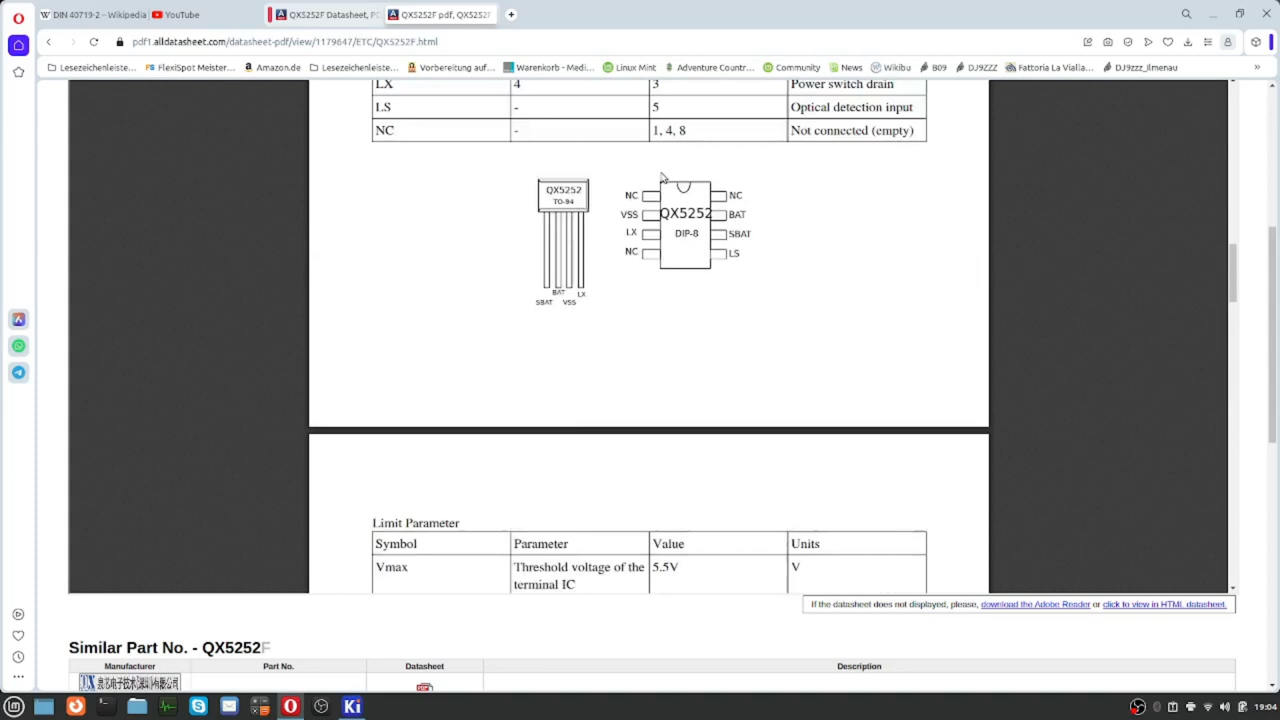 DIN 40719-2 – Wikipedia
YouTube
QX5252F Datasheet, P
QX5252F pdf, QX5252F
pdf1.alldatasheet.com/datasheet-pdf/view/1179647/ETC/QX5252F.html
Lesezeichenleiste...
FlexiSpot Meister...
Amazon.de
Lesezeichenleiste...
Vorbereitung auf...
Warenkorb - Medi...
Linux Mint
Adventure Countr...
Community
News
B09
DJ9ZZZ
Wikibu
Fattoria La Vialla...
DJ9zzz_Ilmenau
LX 4 3 Power switch drain
LS - 5 Optical detection input
NC - 1, 4, 8 Not connected (empty)
QX5252
TO-94
SBAT BAT VSS LX
NC NC
VSS QX5252 BAT
LX DIP-8 SBAT
NC LS
Limit Parameter
Symbol Parameter Value Units
Vmax Threshold voltage of the terminal IC 5.5V V
If the datasheet does not displayed, please, download the Adobe Reader or click to view in HTML datasheet.
Similar Part No. - QX5252F
Manufacturer Part No. Datasheet Description
Ki
19:04